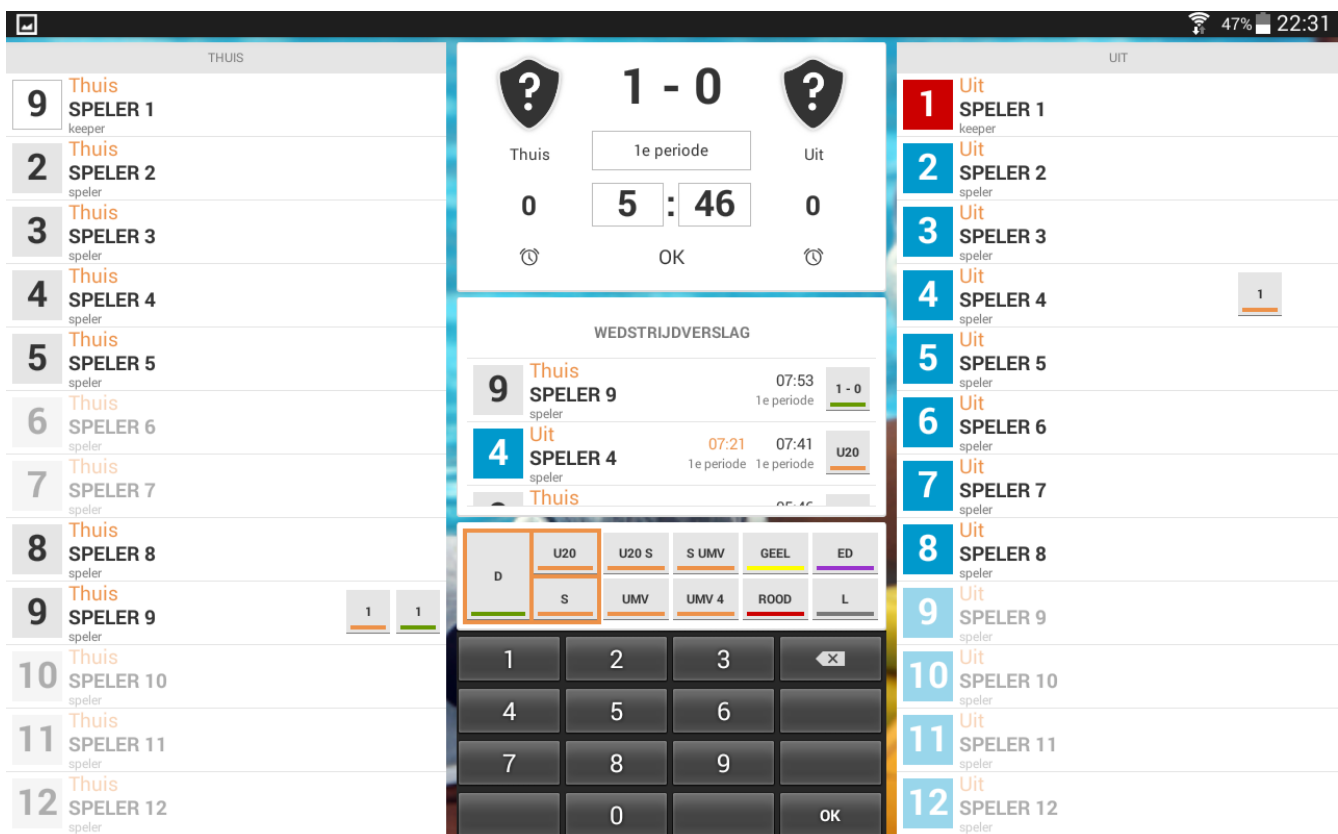 47% 22:31
THUIS
9 Thuis
SPELER 1
keeper
2 Thuis
SPELER 2
speler
3 Thuis
SPELER 3
speler
4 Thuis
SPELER 4
speler
5 Thuis
SPELER 5
speler
6 Thuis
SPELER 6
speler
7 Thuis
SPELER 7
speler
8 Thuis
SPELER 8
speler
9 Thuis
SPELER 9 1 1
speler
10 Thuis
SPELER 10
speler
11 Thuis
SPELER 11
speler
12 Thuis
SPELER 12
speler
? 1 - 0 ?
Thuis 1e periode Uit
0 5 : 46 0
OK
WEDSTRIJDVERSLAG
9 Thuis
SPELER 9 07:53 1 - 0
speler 1e periode
4 Uit
SPELER 4 07:21 07:41 U20
speler 1e periode 1e periode
Thuis
D U20 U20 S S UMV GEEL ED
S UMV UMV 4 ROOD L
1 2 3
4 5 6
7 8 9
0 OK
UIT
1 Uit
SPELER 1
keeper
2 Uit
SPELER 2
speler
3 Uit
SPELER 3
speler
4 Uit
SPELER 4 1
speler
5 Uit
SPELER 5
speler
6 Uit
SPELER 6
speler
7 Uit
SPELER 7
speler
8 Uit
SPELER 8
speler
9 Uit
SPELER 9
speler
10 Uit
SPELER 10
speler
11 Uit
SPELER 11
speler
12 Uit
SPELER 12
speler